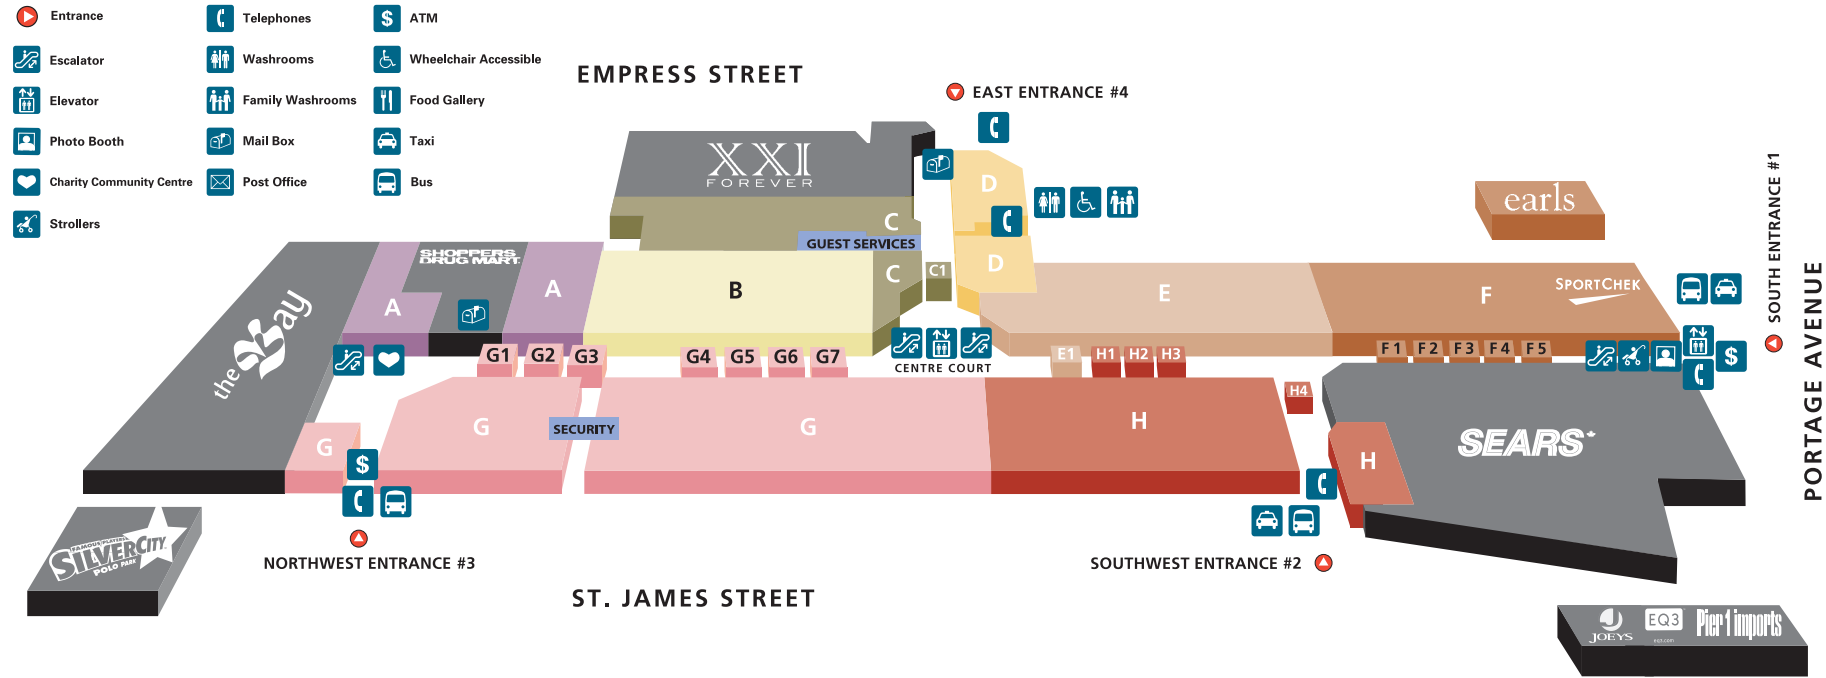 Entrance
Telephones
$ ATM
Escalator
Washrooms
Wheelchair Accessible
Elevator
Family Washrooms
Food Gallery
Photo Booth
Mail Box
Taxi
Charity Community Centre
Post Office
Bus
Strollers
EMPRESS STREET
EAST ENTRANCE #4
XXI
FOREVER
D
C
GUEST SERVICES
earls
SOUTH ENTRANCE #1
PORTAGE AVENUE
SHOPPERS
DRUG MART
A
A
B
C
C1
D
E
F
SPORTCHEK
the Bay
G1
G2
G3
G4
G5
G6
G7
CENTRE COURT
E1
H1
H2
H3
F1
F2
F3
F4
F5
$
H4
G
G
SECURITY
G
H
H
SEARS
$
FAMOUS PLAYERS
SILVERCITY
POLO PARK
NORTHWEST ENTRANCE #3
SOUTHWEST ENTRANCE #2
ST. JAMES STREET
JOEYS
EQ3
eq3.com
Pier 1 imports